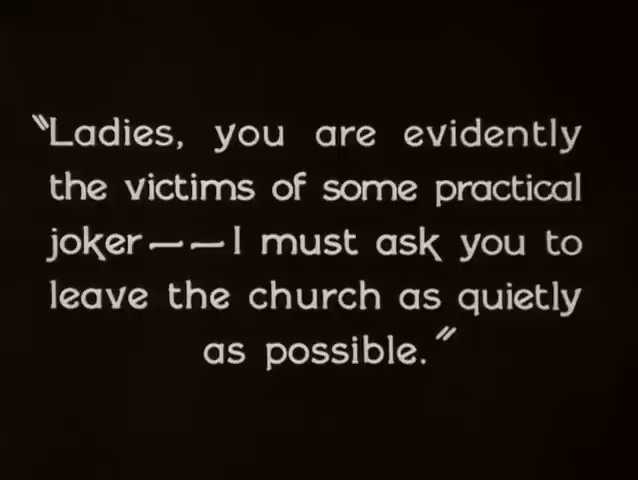 "Ladies, you are evidently
the victims of some practical
joker——I must ask you to
leave the church as quietly
as possible."